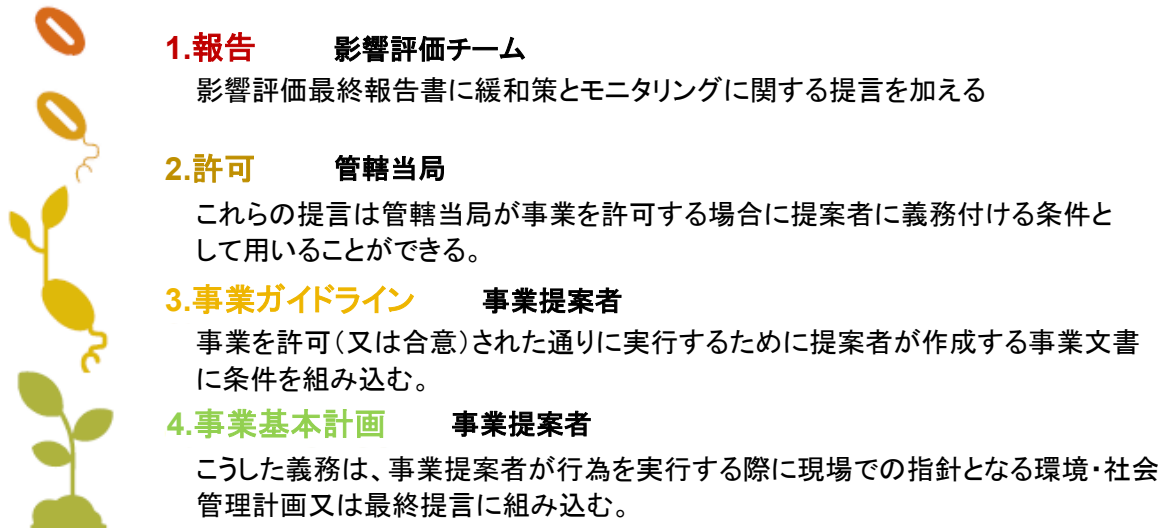 1.報告 影響評価チーム
影響評価最終報告書に緩和策とモニタリングに関する提言を加える
2.許可 管轄当局
これらの提言は管轄当局が事業を許可する場合に提案者に義務付ける条件と
して用いることができる。
3.事業ガイドライン 事業提案者
事業を許可（又は合意）された通りに実行するために提案者が作成する事業文書
に条件を組み込む。
4.事業基本計画 事業提案者
こうした義務は、事業提案者が行為を実行する際に現場での指針となる環境・社会
管理計画又は最終提言に組み込む。